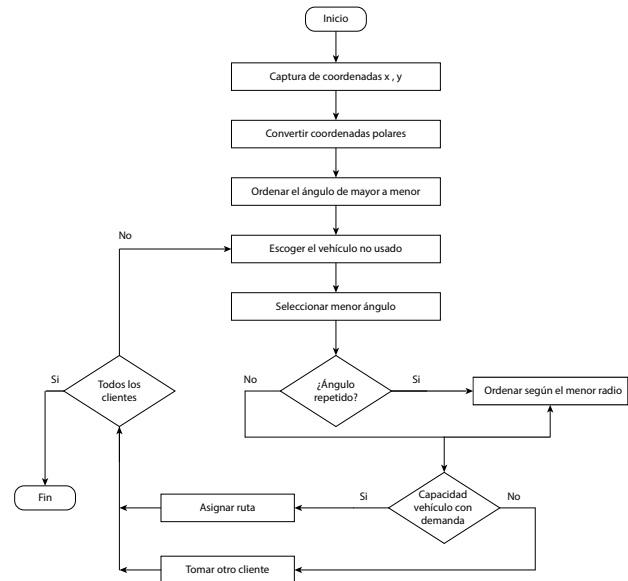 Inicio
Captura de coordenadas x , y
Convertir coordenadas polares
Ordenar el ángulo de mayor a menor
No
Escoger el vehículo no usado
Seleccionar menor ángulo
Si
Todos los
clientes
No
¿Ángulo
repetido?
Si
Ordenar según el menor radio
Fin
Asignar ruta
Si
Capacidad
vehículo con
demanda
No
Tomar otro cliente